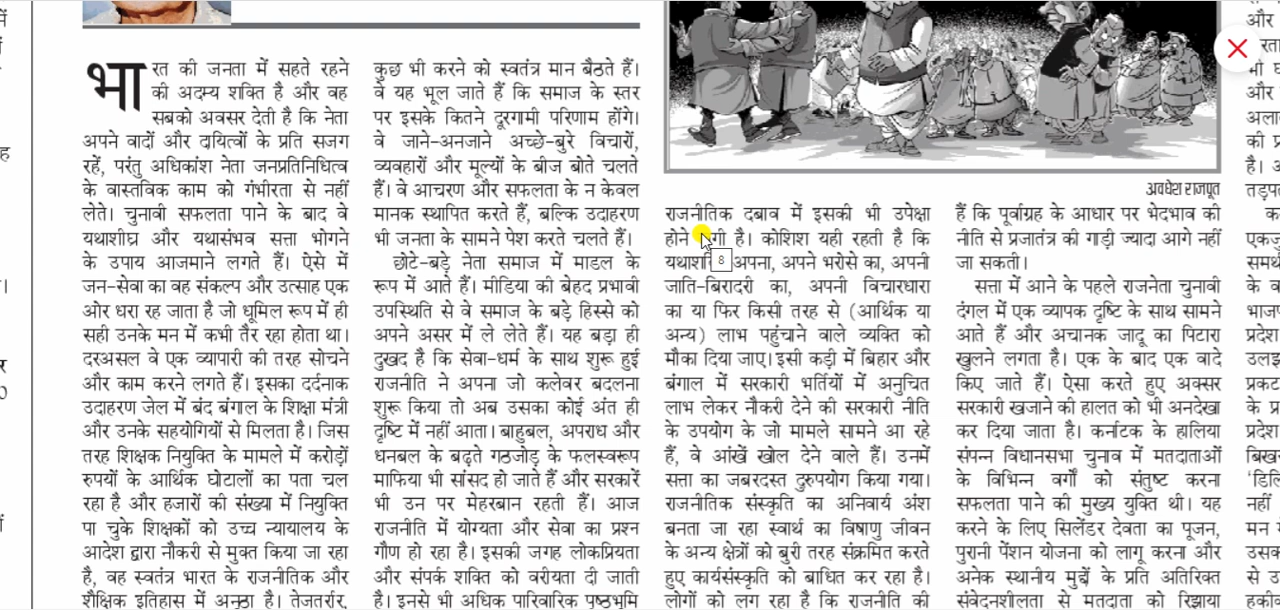 भारत की जनता में सहते रहने
की अदम्य शक्ति है और वह
सबको अवसर देती है कि नेता
अपने वादों और दायित्वों के प्रति सजग
रहें, परंतु अधिकांश नेता जनप्रतिनिधित्व
के वास्तविक काम को गंभीरता से नहीं
लेते। चुनावी सफलता पाने के बाद वे
यथाशीघ्र और यथासंभव सत्ता भोगने
के उपाय आजमाने लगते हैं। ऐसे में
जन-सेवा का वह संकल्प और उत्साह एक
ओर धरा रह जाता है जो धूमिल रूप में ही
सही उनके मन में कभी तैर रहा होता था।
दरअसल वे एक व्यापारी की तरह सोचने
और काम करने लगते हैं। इसका दर्दनाक
उदाहरण जेल में बंद बंगाल के शिक्षा मंत्री
और उनके सहयोगियों से मिलता है। जिस
तरह शिक्षक नियुक्ति के मामले में करोड़ों
रुपयों के आर्थिक घोटालों का पता चल
रहा है और हजारों की संख्या में नियुक्ति
पा चुके शिक्षकों को उच्च न्यायालय के
आदेश द्वारा नौकरी से मुक्त किया जा रहा
है, वह स्वतंत्र भारत के राजनीतिक और
शैक्षिक इतिहास में अनूठा है। तेजतर्रार,
कुछ भी करने को स्वतंत्र मान बैठते हैं।
वे यह भूल जाते हैं कि समाज के स्तर
पर इसके कितने दूरगामी परिणाम होंगे।
वे जाने-अनजाने अच्छे-बुरे विचारों,
व्यवहारों और मूल्यों के बीज बोते चलते
हैं। वे आचरण और सफलता के न केवल
मानक स्थापित करते हैं, बल्कि उदाहरण
भी जनता के सामने पेश करते चलते हैं।
छोटे-बड़े नेता समाज में माडल के
रूप में आते हैं। मीडिया की बेहद प्रभावी
उपस्थिति से वे समाज के बड़े हिस्से को
अपने असर में ले लेते हैं। यह बड़ा ही
दुखद है कि सेवा-धर्म के साथ शुरू हुई
राजनीति ने अपना जो कलेवर बदलना
शुरू किया तो अब उसका कोई अंत ही
दृष्टि में नहीं आता। बाहुबल, अपराध और
धनबल के बढ़ते गठजोड़ के फलस्वरूप
माफिया भी सांसद हो जाते हैं और सरकारें
भी उन पर मेहरबान रहती हैं। आज
राजनीति में योग्यता और सेवा का प्रश्न
गौण हो रहा है। इसकी जगह लोकप्रियता
और संपर्क शक्ति को वरीयता दी जाती
है। इनसे भी अधिक पारिवारिक पृष्ठभूमि
अवधेश राजपूत
राजनीतिक दबाव में इसकी भी उपेक्षा
होने है। कोशिश यही रहती है कि
8
अपना, अपने भरोसे का, अपनी
जाति-बिरादरी का, अपनी विचारधारा
का या फिर किसी तरह से (आर्थिक या
अन्य) लाभ पहुंचाने वाले व्यक्ति को
मौका दिया जाए। इसी कड़ी में बिहार और
बंगाल में सरकारी भर्तियों में अनुचित
लाभ लेकर नौकरी देने की सरकारी नीति
के उपयोग के जो मामले सामने आ रहे
हैं, वे आंखें खोल देने वाले हैं। उनमें
सत्ता का जबरदस्त दुरुपयोग किया गया।
राजनीतिक संस्कृति का अनिवार्य अंश
बनता जा रहा स्वार्थ का विषाणु जीवन
के अन्य क्षेत्रों को बुरी तरह संक्रमित करते
हुए कार्यसंस्कृति को बाधित कर रहा है।
लोगों को लग रहा है कि राजनीति की
हैं कि पूर्वाग्रह के आधार पर भेदभाव की
नीति से प्रजातंत्र की गाड़ी ज्यादा आगे नहीं
जा सकती।
सत्ता में आने के पहले राजनेता चुनावी
दंगल में एक व्यापक दृष्टि के साथ सामने
आते हैं और अचानक जादू का पिटारा
खुलने लगता है। एक के बाद एक वादे
किए जाते हैं। ऐसा करते हुए अक्सर
सरकारी खजाने की हालत को भी अनदेखा
कर दिया जाता है। कर्नाटक के हालिया
संपन्न विधानसभा चुनाव में मतदाताओं
के विभिन्न वर्गों को संतुष्ट करना
सफलता पाने की मुख्य युक्ति थी। यह
करने के लिए सिलेंडर देवता का पूजन,
पुरानी पेंशन योजना को लागू करना और
अनेक स्थानीय मुद्दों के प्रति अतिरिक्त
संवेदनशीलता से मतदाता को रिझाया